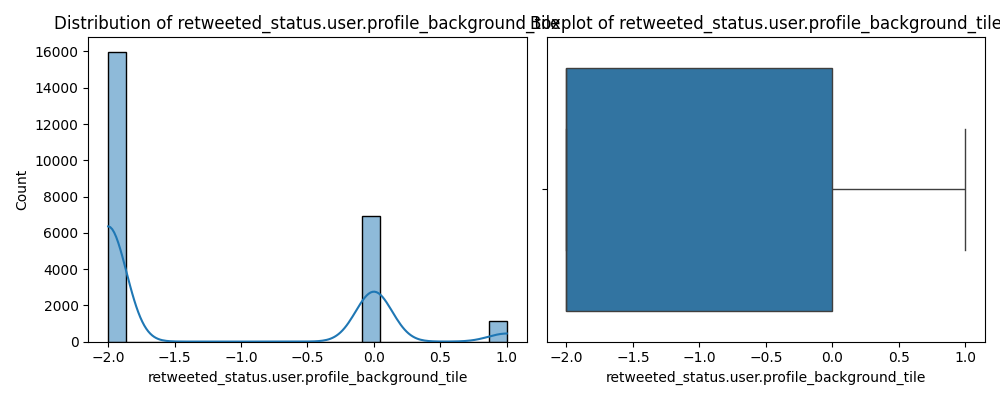 Distribution of retweeted_status.user.profile_background_tile
Boxplot of retweeted_status.user.profile_background_tile
16000
14000
12000
10000
8000
6000
4000
2000
0
Count
−2.0 −1.5 −1.0 −0.5 0.0 0.5 1.0
retweeted_status.user.profile_background_tile
−2.0 −1.5 −1.0 −0.5 0.0 0.5 1.0
retweeted_status.user.profile_background_tile